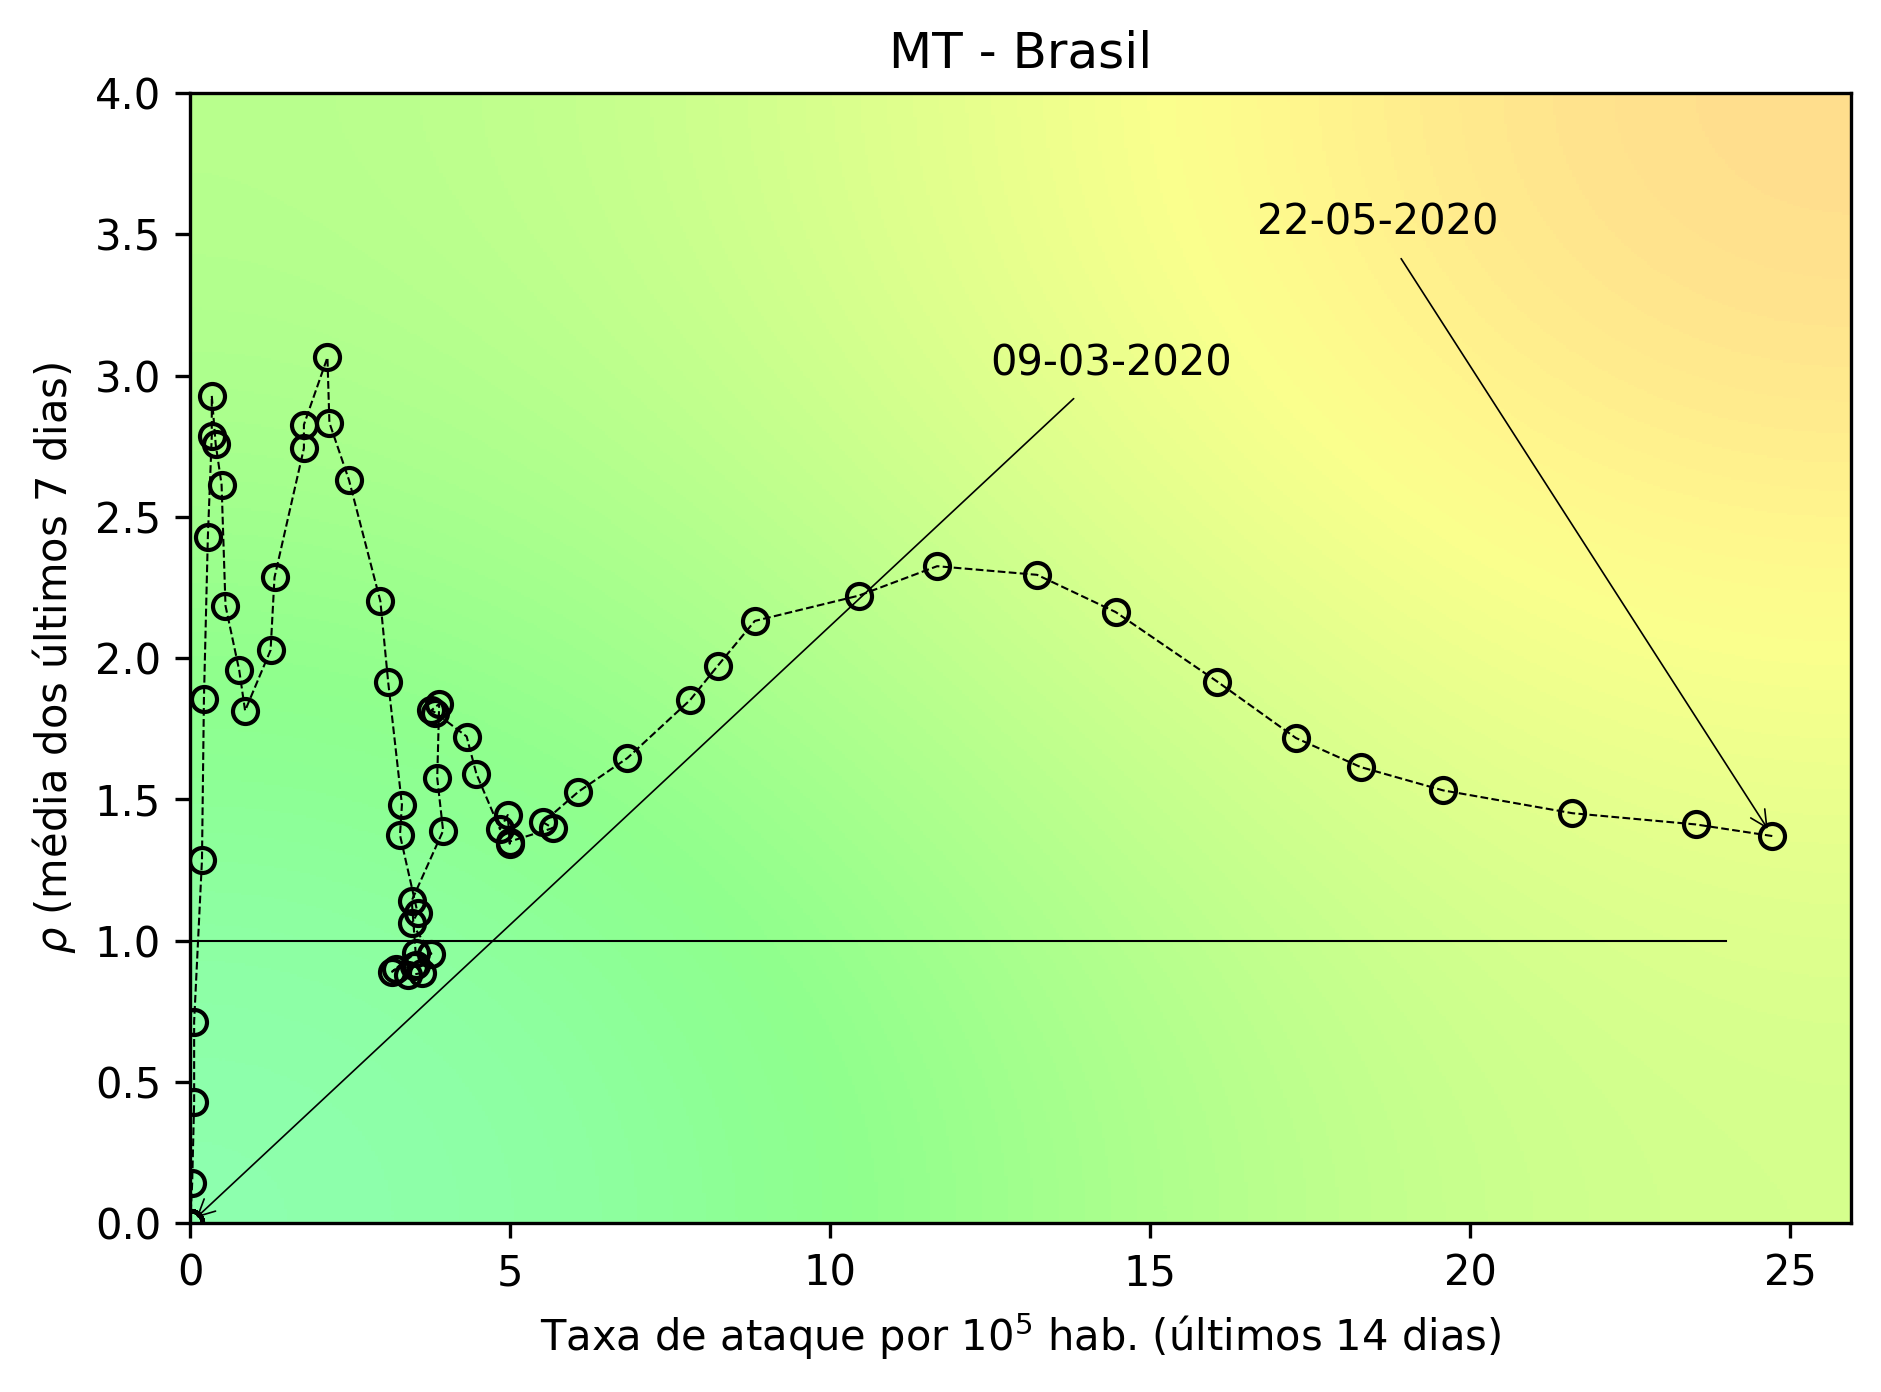 MT - Brasil
4.0
3.5
3.0
2.5
2.0
1.5
1.0
0.5
0.0
ρ (média dos últimos 7 dias)
22-05-2020
09-03-2020
0 5 10 15 20 25
Taxa de ataque por 10⁵ hab. (últimos 14 dias)